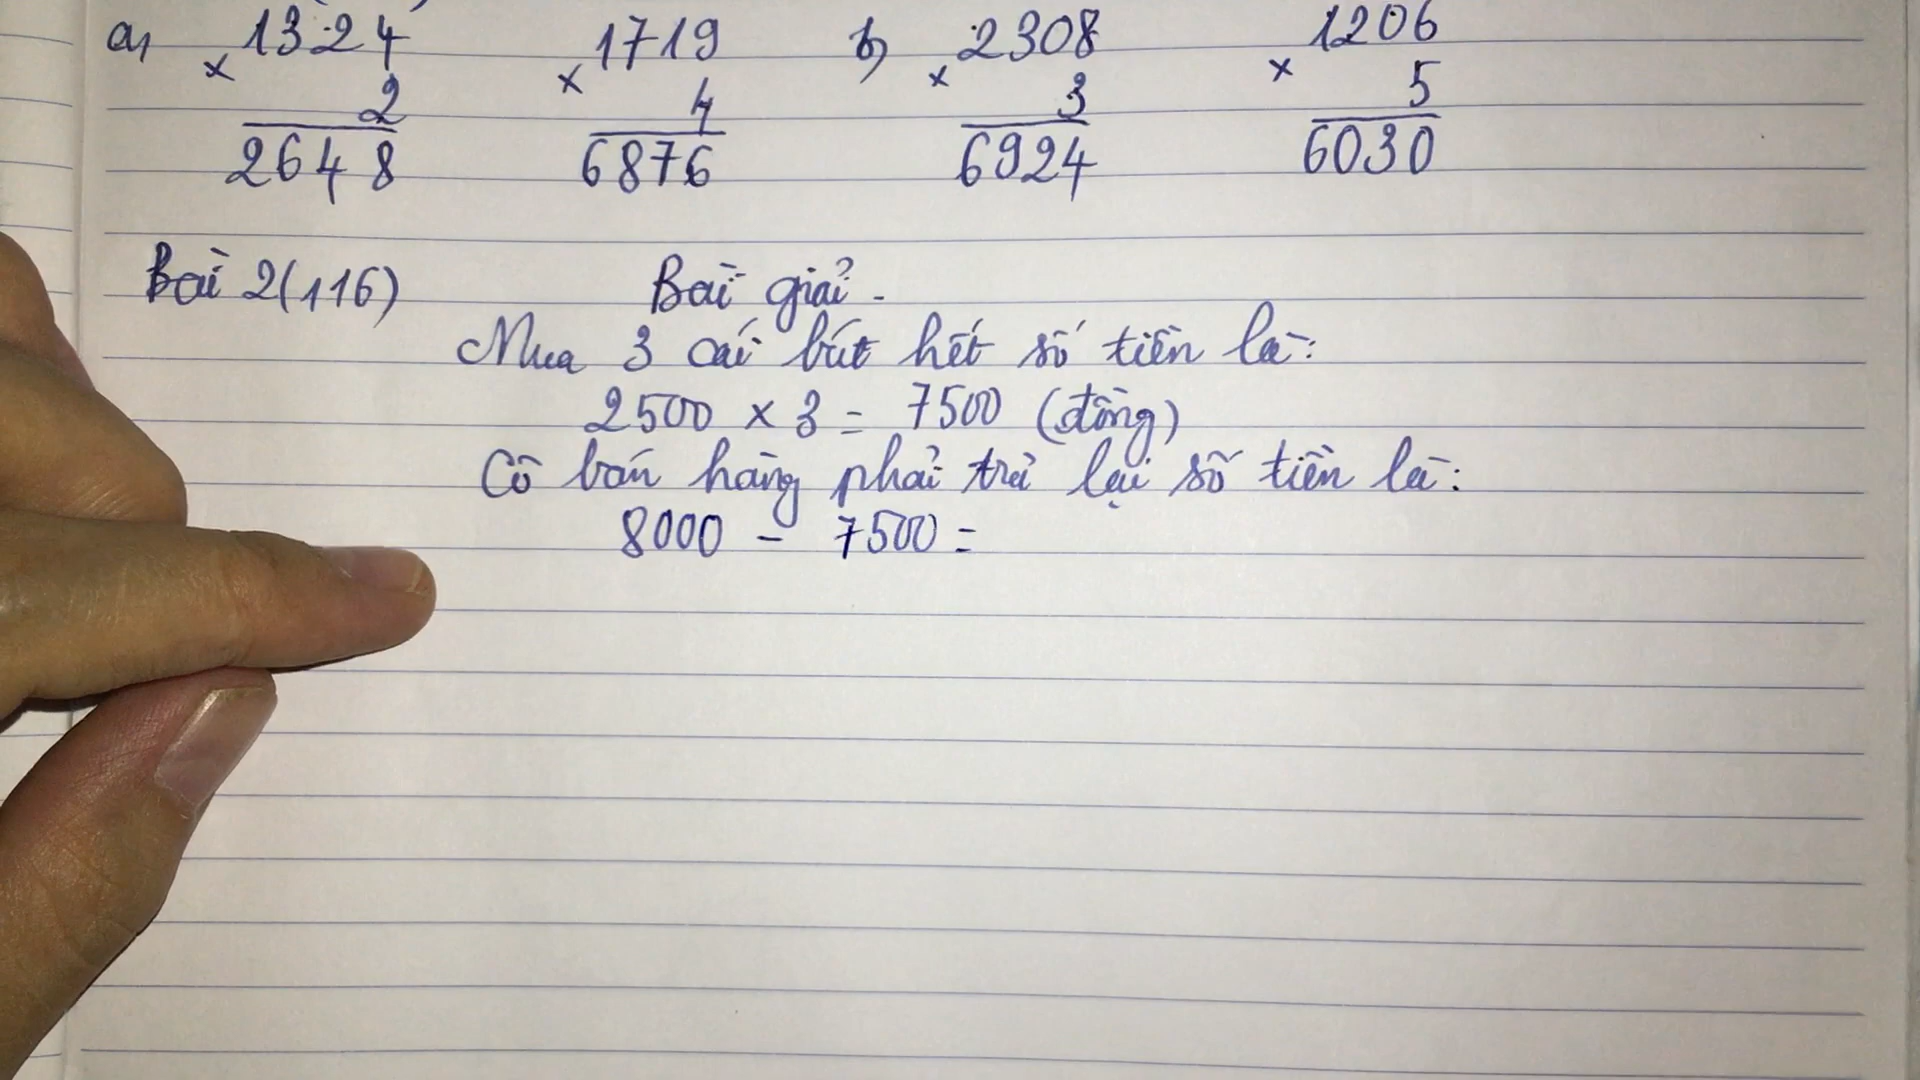 a, 1324 1719 b, 2308 1206
× 2 × 4 × 3 × 5
2648 6876 6924 6030
Bài 2(116) Bài giải.
Mua 3 cái bút hết số tiền là:
2500 × 3 = 7500 (đồng)
Cô bán hàng phải trả lại số tiền là:
8000 - 7500 =